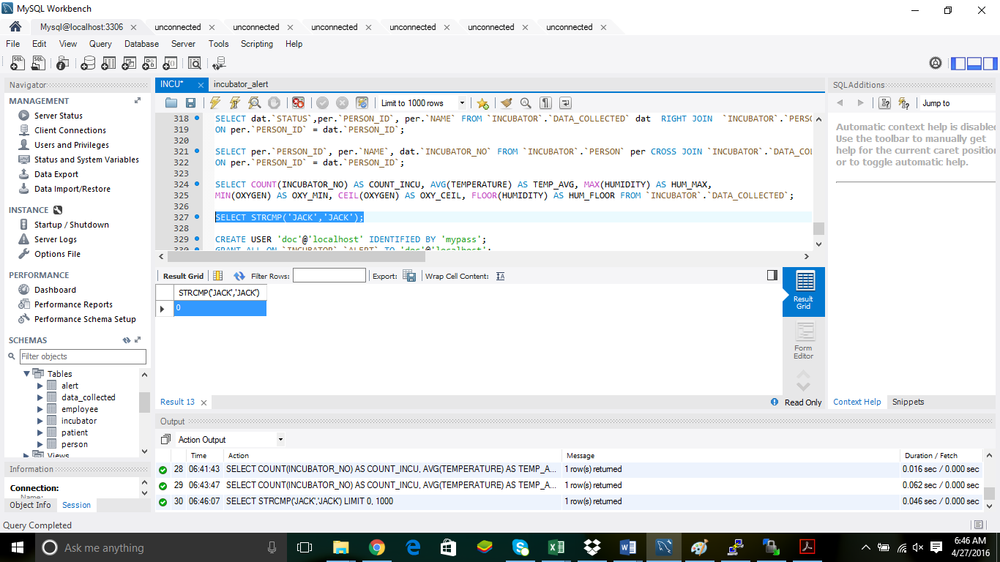 MySQL Workbench
Mysql@localhost:3306 unconnected unconnected unconnected unconnected unconnected unconnected
File Edit View Query Database Server Tools Scripting Help
Navigator
MANAGEMENT
Server Status
Client Connections
Users and Privileges
Status and System Variables
Data Export
Data Import/Restore
INSTANCE
Startup / Shutdown
Server Logs
Options File
PERFORMANCE
Dashboard
Performance Reports
Performance Schema Setup
SCHEMAS
Filter objects
Tables
alert
data_collected
employee
incubator
patient
person
Views
Information
Connection:
Name:
Object Info Session
Query Completed
INCU* incubator_alert
Limit to 1000 rows
318 SELECT dat.`STATUS`,per.`PERSON_ID`, per.`NAME` FROM `INCUBATOR`.`DATA_COLLECTED` dat  RIGHT JOIN  `INCUBATOR`.`PERSO
319 ON per.`PERSON_ID` = dat.`PERSON_ID`;
320
321 SELECT per.`PERSON_ID`, per.`NAME`, dat.`INCUBATOR_NO` FROM `INCUBATOR`.`PERSON` per CROSS JOIN `INCUBATOR`.`DATA_COL
322 ON per.`PERSON_ID` = dat.`PERSON_ID`;
323
324 SELECT COUNT(INCUBATOR_NO) AS COUNT_INCU, AVG(TEMPERATURE) AS TEMP_AVG, MAX(HUMIDITY) AS HUM_MAX,
325 MIN(OXYGEN) AS OXY_MIN, CEIL(OXYGEN) AS OXY_CEIL, FLOOR(HUMIDITY) AS HUM_FLOOR FROM `INCUBATOR`.`DATA_COLLECTED`;
326
327 SELECT STRCMP('JACK','JACK');
328
329 CREATE USER 'doc'@'localhost' IDENTIFIED BY 'mypass';
330 GRANT ALL ON `INCUBATOR`.`ALERT` TO 'doc'@'localhost';
Result Grid Filter Rows: Export: Wrap Cell Content:
STRCMP('JACK','JACK')
0
Result Grid
Form Editor
Result 13 Read Only
SQLAdditions
Jump to
Automatic context help is disabled
Use the toolbar to manually get
help for the current caret position
or to toggle automatic help.
Context Help Snippets
Output
Action Output
Time Action Message Duration / Fetch
28 06:41:43 SELECT COUNT(INCUBATOR_NO) AS COUNT_INCU, AVG(TEMPERATURE) AS TEMP_A... 1 row(s) returned 0.016 sec / 0.000 sec
29 06:43:47 SELECT COUNT(INCUBATOR_NO) AS COUNT_INCU, AVG(TEMPERATURE) AS TEMP_A... 1 row(s) returned 0.062 sec / 0.000 sec
30 06:46:07 SELECT STRCMP('JACK','JACK') LIMIT 0, 1000 1 row(s) returned 0.046 sec / 0.000 sec
Ask me anything
6:46 AM
4/27/2016